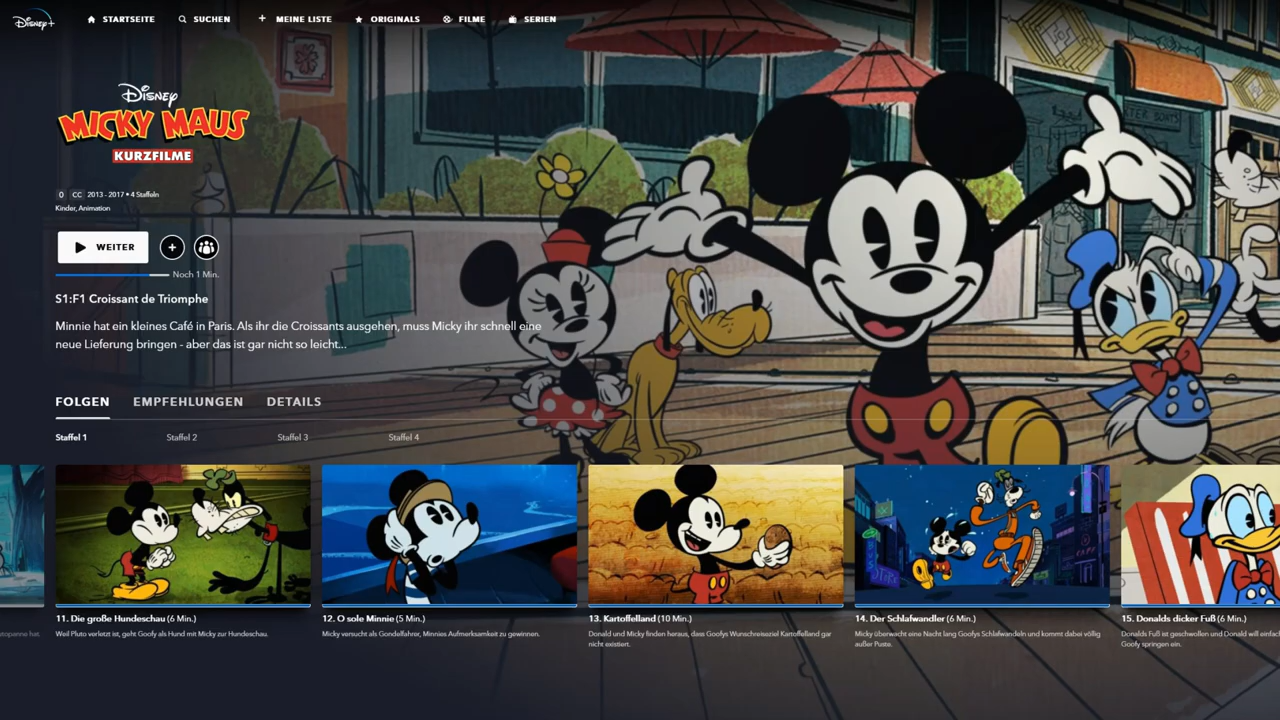 Disney+ STARTSEITE SUCHEN MEINE LISTE ORIGINALS FILME SERIEN
Disney
MICKY MAUS
KURZFILME
0 CC 2013 - 2017 • 4 Staffeln
Kinder, Animation
WEITER
Noch 1 Min.
S1:F1 Croissant de Triomphe
Minnie hat ein kleines Café in Paris. Als ihr die Croissants ausgehen, muss Micky ihr schnell eine
neue Lieferung bringen - aber das ist gar nicht so leicht...
FOLGEN EMPFEHLUNGEN DETAILS
Staffel 1 Staffel 2 Staffel 3 Staffel 4
11. Die große Hundeschau (6 Min.)
Weil Pluto verletzt ist, geht Goofy als Hund mit Micky zur Hundeschau.
12. O sole Minnie (5 Min.)
Micky versucht als Gondelfahrer, Minnies Aufmerksamkeit zu gewinnen.
13. Kartoffelland (10 Min.)
Donald und Micky finden heraus, dass Goofys Wunschreiseziel Kartoffelland gar
nicht existiert.
14. Der Schlafwandler (6 Min.)
Micky überwacht eine Nacht lang Goofys Schlafwandeln und kommt dabei völlig
außer Puste.
15. Donalds dicker Fuß (6 Min.)
Donalds Fuß ist geschwollen und Donald will einfach
Goofy springen ein.